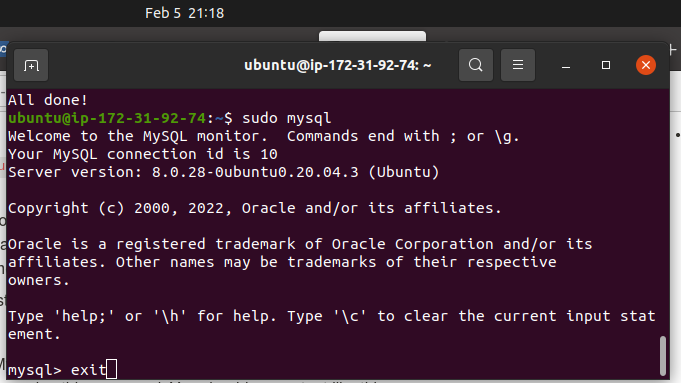 Feb 5 21:18
ubuntu@ip-172-31-92-74: ~
All done!
ubuntu@ip-172-31-92-74:~$ sudo mysql
Welcome to the MySQL monitor.  Commands end with ; or \g.
Your MySQL connection id is 10
Server version: 8.0.28-0ubuntu0.20.04.3 (Ubuntu)
Copyright (c) 2000, 2022, Oracle and/or its affiliates.
Oracle is a registered trademark of Oracle Corporation and/or its
affiliates. Other names may be trademarks of their respective
owners.
Type 'help;' or '\h' for help. Type '\c' to clear the current input stat
ement.
mysql> exit